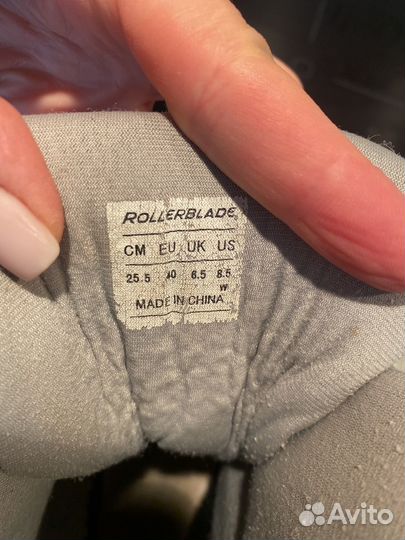 ROLLERBLADE
CM EU UK US
25.5 40 6.5 8.5
W
MADE IN CHINA
Avito